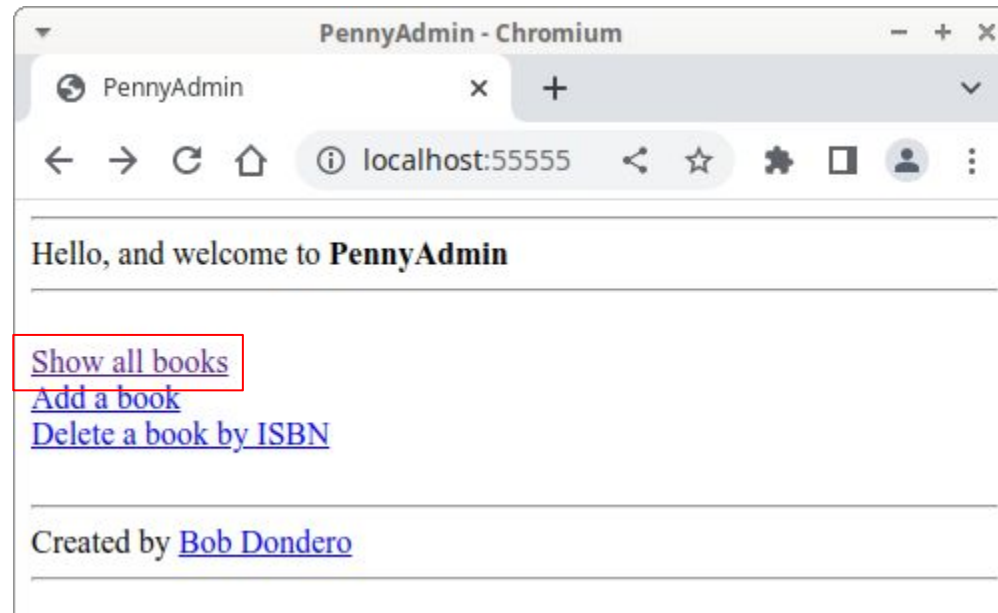 PennyAdmin - Chromium
PennyAdmin
localhost:55555
Hello, and welcome to PennyAdmin
Show all books
Add a book
Delete a book by ISBN
Created by Bob Dondero